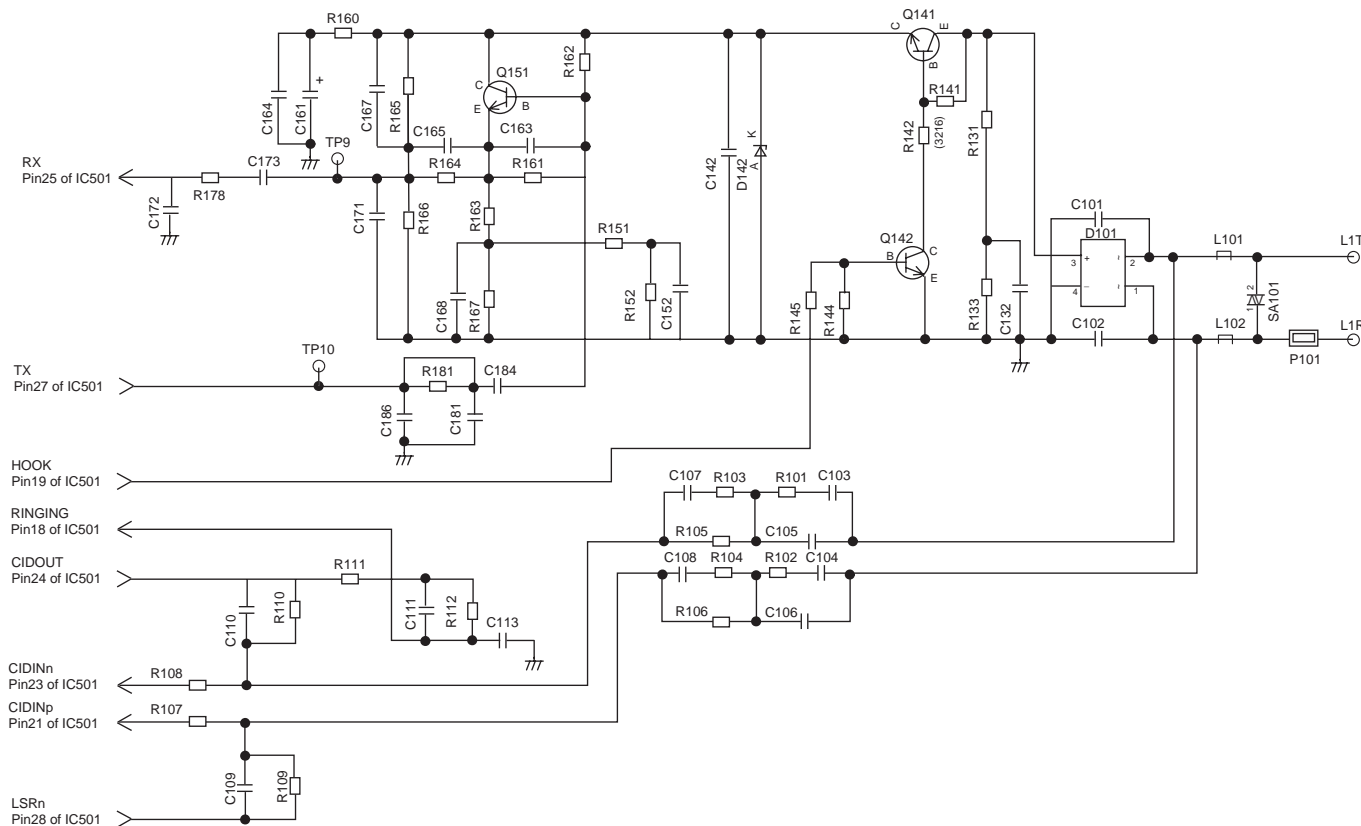 Q141
R160
C
E
R162
Q151
C
B
R141
E
B
+
C164
C161
C167
R165
C165
C163
R142
(3216)
R131
K
A
C142
D142
TP9
RX
Pin25 of IC501
C173
R164
R161
R178
C172
C171
R166
R163
C101
D101
R151
Q142
B
C
E
3
+
~
2
4
–
~
1
L101
L1T
C168
R167
R152
C152
R145
R144
R133
C132
2
1
SA101
C102
L102
L1R
P101
TP10
TX
Pin27 of IC501
R181
C184
C186
C181
HOOK
Pin19 of IC501
C107
R103
R101
C103
RINGING
Pin18 of IC501
R105
C105
CIDOUT
Pin24 of IC501
R111
C108
R104
R102
C104
C110
R110
C111
R112
C113
R106
C106
CIDINn
Pin23 of IC501
R108
CIDINp
Pin21 of IC501
R107
C109
R109
LSRn
Pin28 of IC501